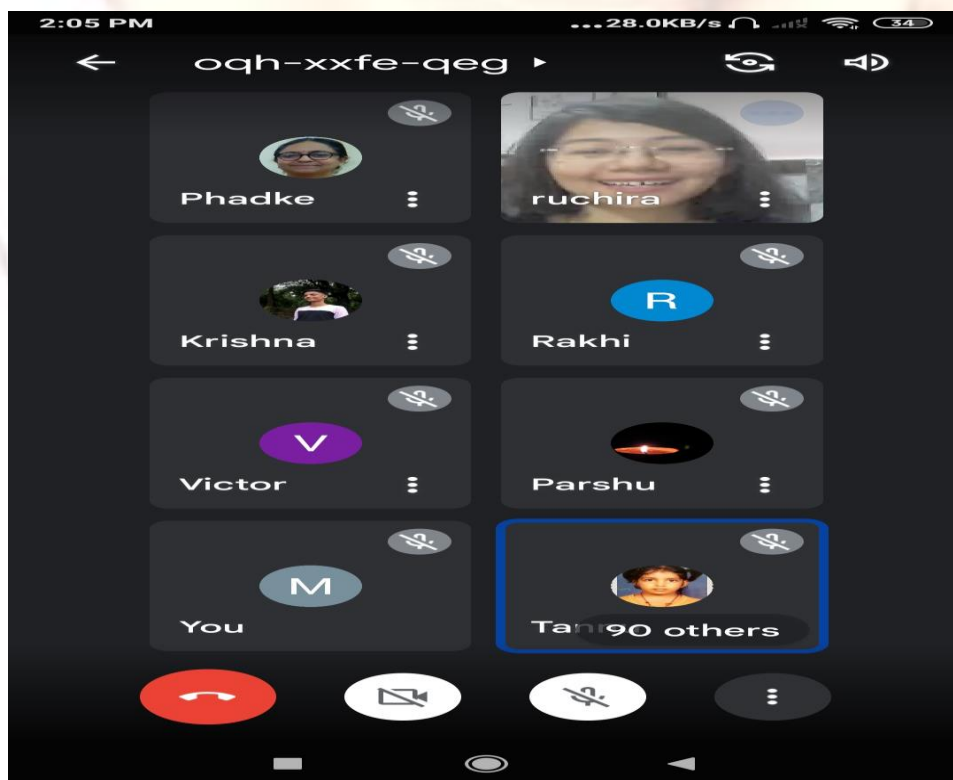 2:05 PM ...28.0KB/s 34
oqh-xxfe-qeg
Phadke ruchira
R
Krishna Rakhi
V
Victor Parshu
M
You 90 others